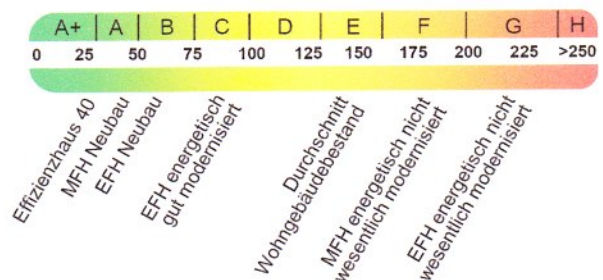 A+ A B C D E F G H
0 25 50 75 100 125 150 175 200 225 >250
Effizienzhaus 40
MFH Neubau
EFH Neubau
EFH energetisch
gut modernisiert
Durchschnitt
Wohngebäudebestand
MFH energetisch nicht
wesentlich modernisiert
EFH energetisch nicht
wesentlich modernisiert